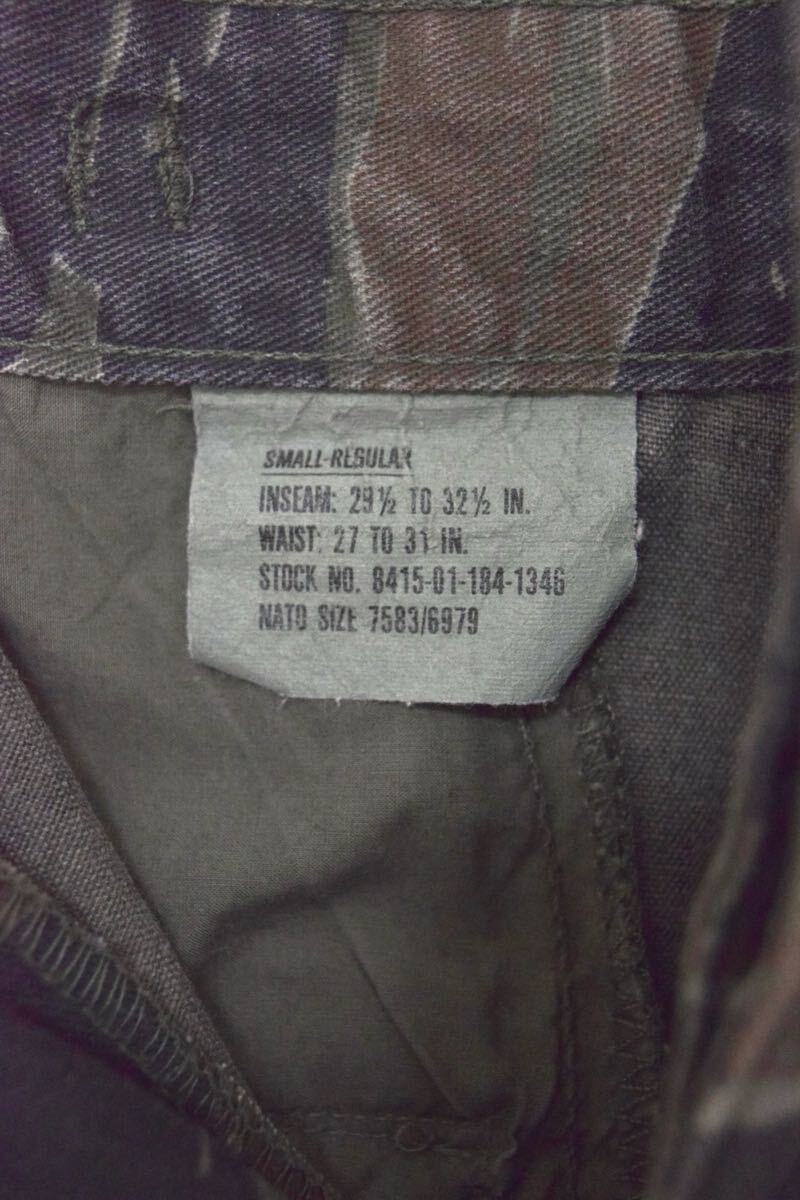 SMALL-REGULAR
INSEAM: 29½ TO 32½ IN.
WAIST: 27 TO 31 IN.
STOCK NO. 8415-01-184-1346
NATO SIZE 7583/6979